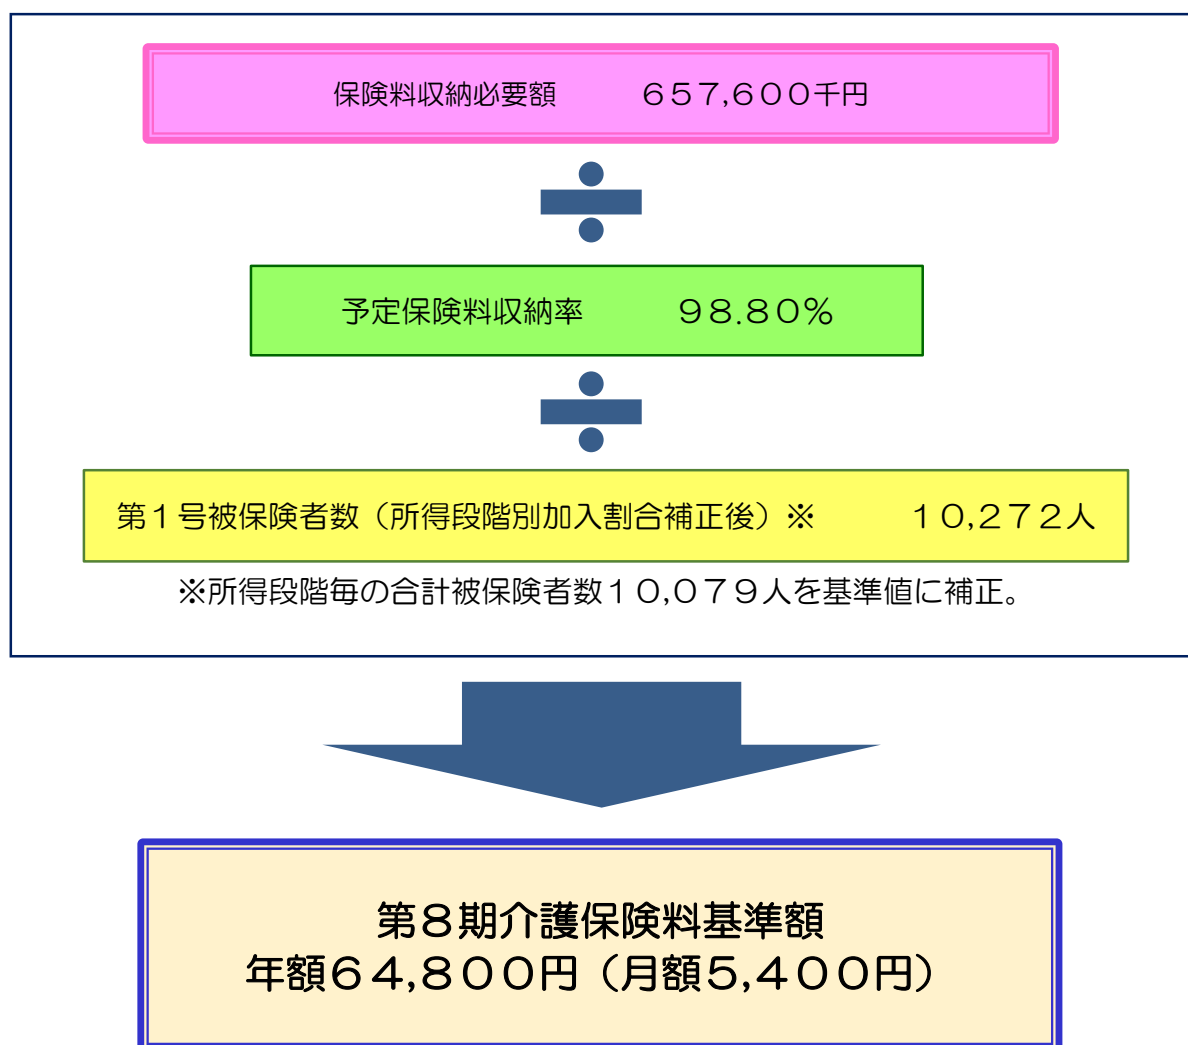 保険料収納必要額　６５７,６００千円
予定保険料収納率　９８.８０％
第１号被保険者数（所得段階別加入割合補正後）※　１０,２７２人
※所得段階毎の合計被保険者数１０,０７９人を基準値に補正。
第８期介護保険料基準額
年額６４,８００円（月額５,４００円）